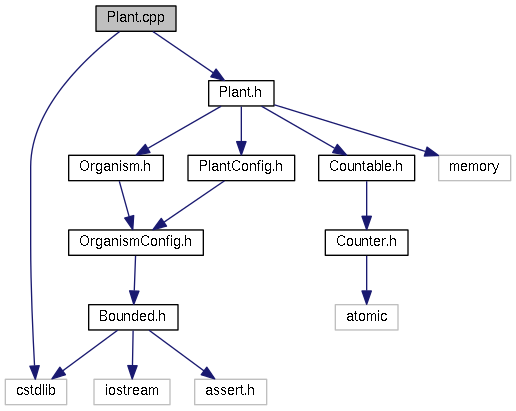 Plant.cpp
Plant.h
Organism.h
PlantConfig.h
Countable.h
memory
OrganismConfig.h
Counter.h
Bounded.h
atomic
cstdlib
iostream
assert.h